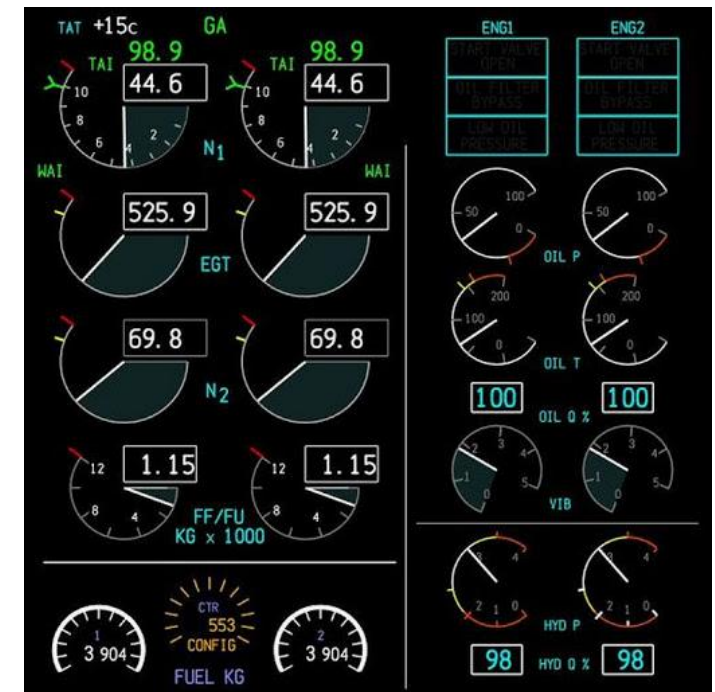 TAT +15c GA
98.9 98.9
TAI TAI
44.6 44.6
10 10
8 2 8 2
6 4 6 4
N1
WAI WAI
525.9 525.9
EGT
69.8 69.8
N2
1.15 1.15
12 12
8 4 8 4
FF/FU
KG x 1000
CTR
553
CONFIG
1 2
3 904 3 904
FUEL KG
ENG1 ENG2
START VALVE START VALVE
OPEN OPEN
OIL FILTER OIL FILTER
BYPASS BYPASS
LOW OIL LOW OIL
PRESSURE PRESSURE
100 100
50 50
0 0
OIL P
200 200
100 100
0 0
OIL T
100 100
OIL Q %
2 3 4 2 3 4
1 5 1 5
0 0
VIB
3 4 3 4
2 1 0 2 1 0
HYD P
98 HYD Q % 98